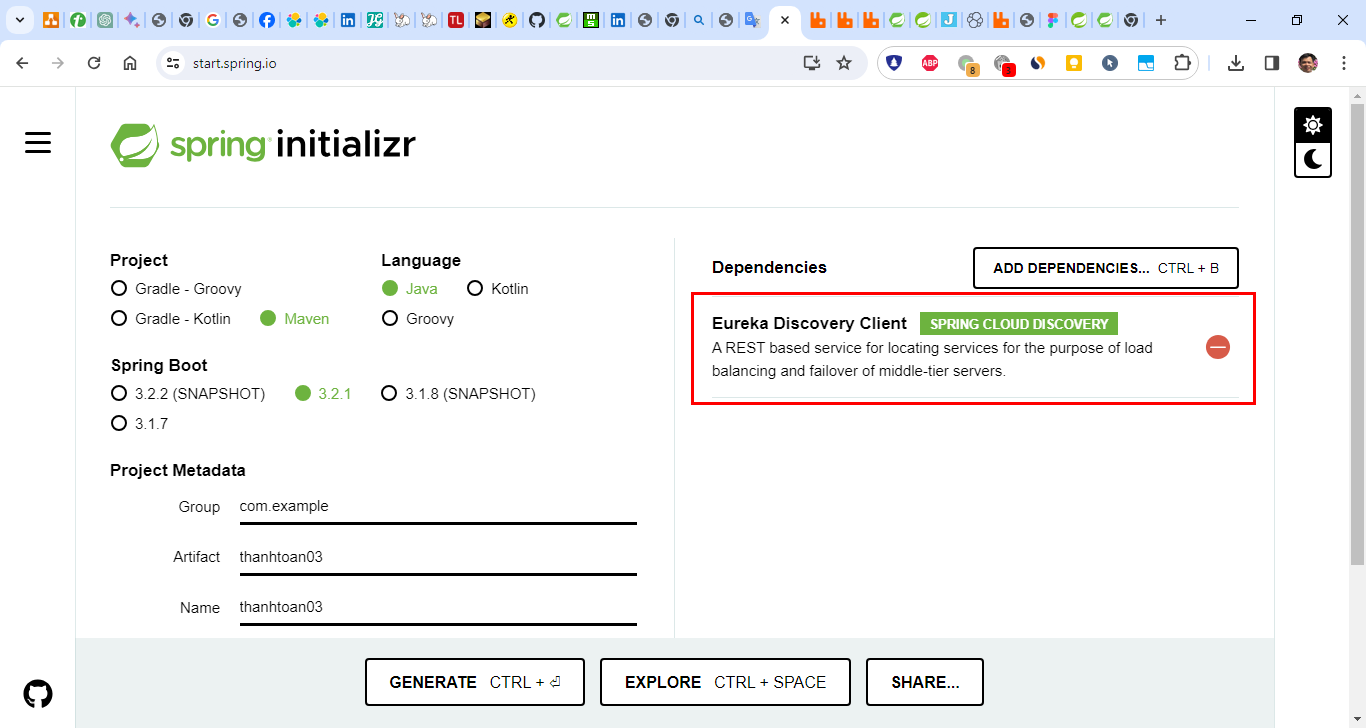 start.spring.io
ABP
8
spring initializr
Project
Gradle - Groovy
Gradle - Kotlin
Maven
Language
Java
Kotlin
Groovy
Spring Boot
3.2.2 (SNAPSHOT)
3.2.1
3.1.8 (SNAPSHOT)
3.1.7
Project Metadata
Group com.example
Artifact thanhtoan03
Name thanhtoan03
Dependencies
ADD DEPENDENCIES... CTRL + B
Eureka Discovery Client SPRING CLOUD DISCOVERY
A REST based service for locating services for the purpose of load
balancing and failover of middle-tier servers.
GENERATE CTRL + ⏎
EXPLORE CTRL + SPACE
SHARE...